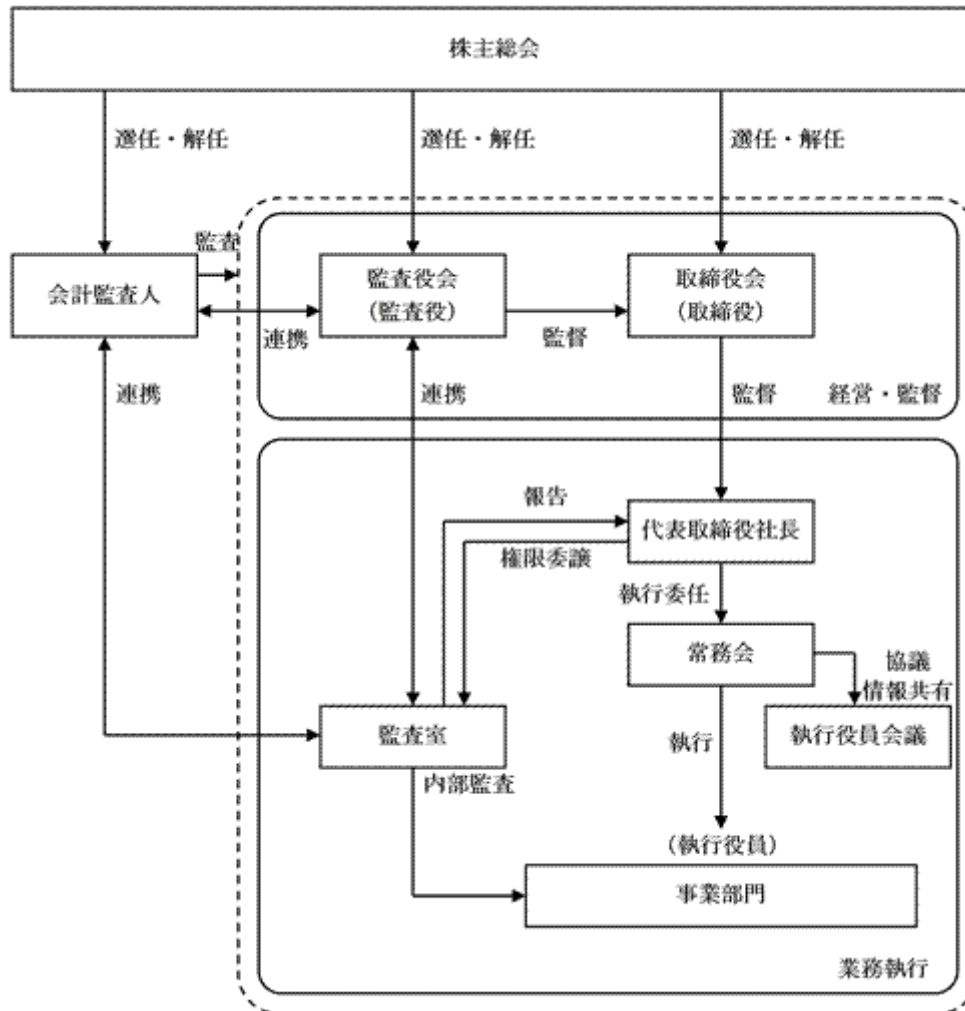 株主総会
選任・解任
選任・解任
選任・解任
監査
会計監査人
監査役会
(監査役)
取締役会
(取締役)
連携
監督
連携
連携
監督
経営・監督
報告
代表取締役社長
権限委譲
執行委任
常務会
協議
情報共有
監査室
執行
執行役員会議
内部監査
(執行役員)
事業部門
業務執行